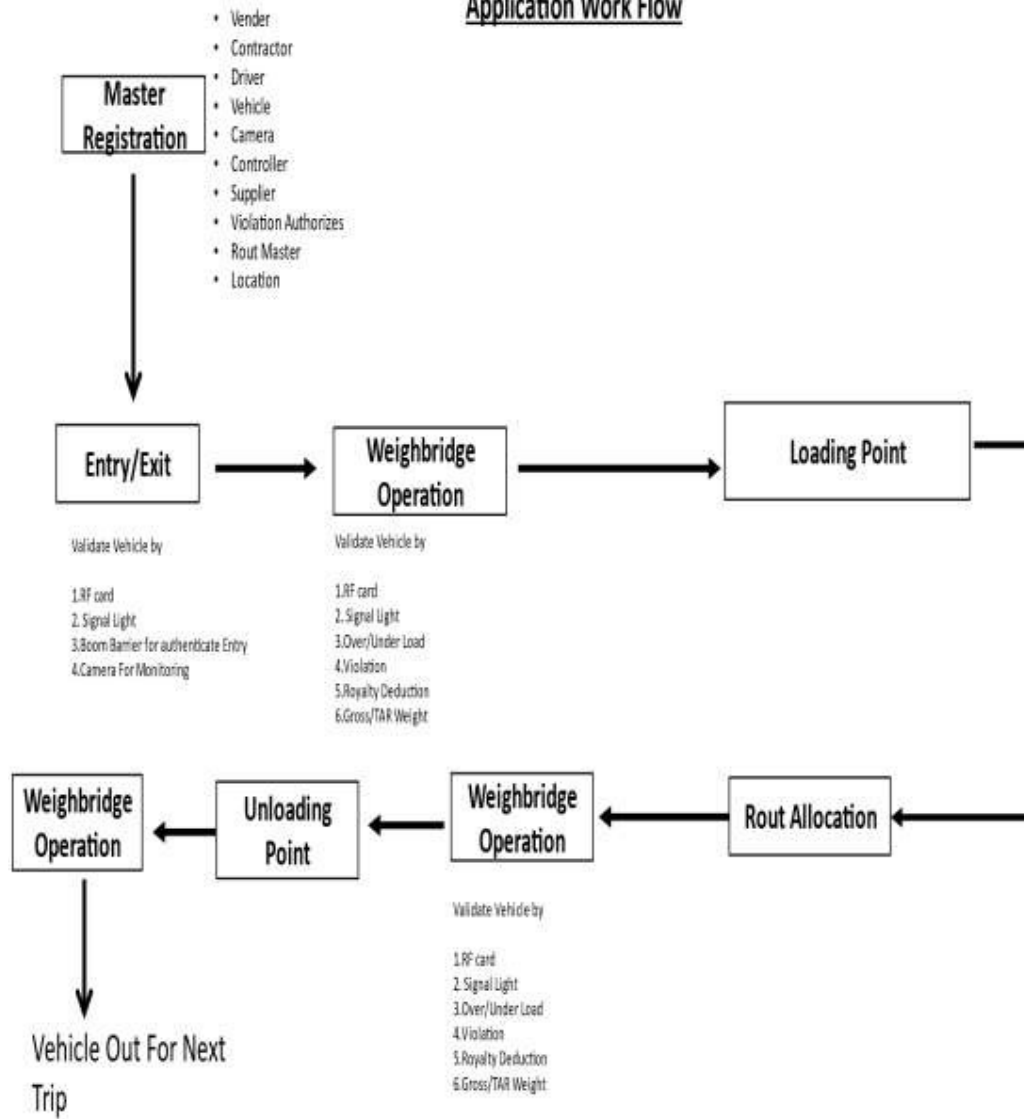 Application Work Flow
• Vender
• Contractor
• Driver
• Vehicle
• Camera
• Controller
• Supplier
• Violation Authorizes
• Rout Master
• Location
Master
Registration
Entry/Exit
Weighbridge
Operation
Loading Point
Validate Vehicle by
1.RF card
2. Signal Light
3.Boom Barrier for authenticate Entry
4.Camera For Monitoring
Validate Vehicle by
1.RF card
2. Signal Light
3.Over/Under Load
4.Violation
5.Royalty Deduction
6.Gross/TAR Weight
Weighbridge
Operation
Unloading
Point
Weighbridge
Operation
Rout Allocation
Validate Vehicle by
1.RF card
2. Signal Light
3.Over/Under Load
4.Violation
5.Royalty Deduction
6.Gross/TAR Weight
Vehicle Out For Next
Trip